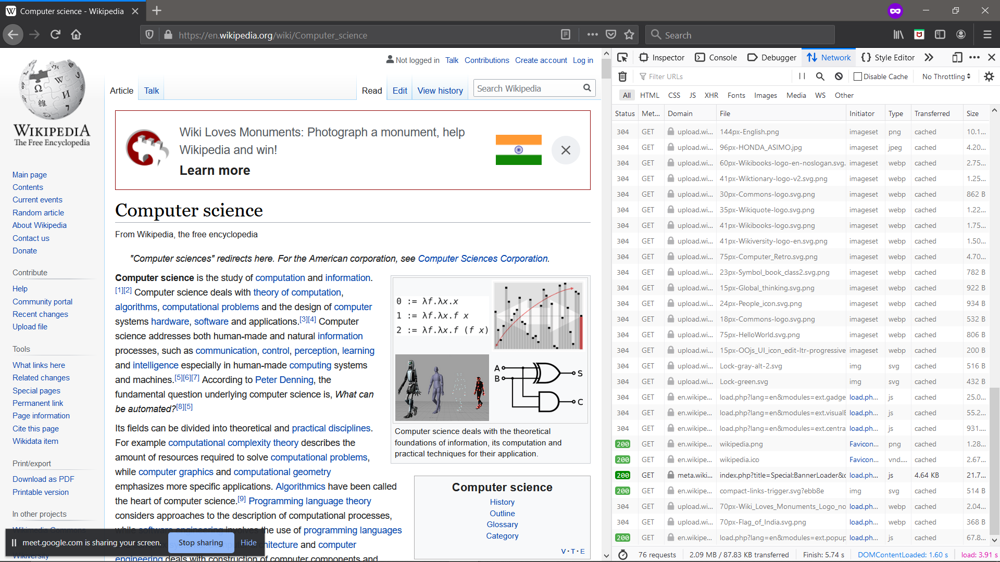 Computer science - Wikipedia
https://en.wikipedia.org/wiki/Computer_science
Search
WIKIPEDIA
The Free Encyclopedia
Main page
Contents
Current events
Random article
About Wikipedia
Contact us
Donate
Contribute
Help
Community portal
Recent changes
Upload file
Tools
What links here
Related changes
Special pages
Permanent link
Page information
Cite this page
Wikidata item
Print/export
Download as PDF
Printable version
In other projects
Wikimedia Commons
Wikiversity
meet.google.com is sharing your screen. Stop sharing Hide
Not logged in Talk Contributions Create account Log in
Article Talk Read Edit View history Search Wikipedia
Wiki Loves Monuments: Photograph a monument, help
Wikipedia and win!
Learn more
Computer science
From Wikipedia, the free encyclopedia
"Computer sciences" redirects here. For the American corporation, see Computer Sciences Corporation.
Computer science is the study of computation and information.
[1][2] Computer science deals with theory of computation,
algorithms, computational problems and the design of computer
systems hardware, software and applications.[3][4] Computer
science addresses both human-made and natural information
processes, such as communication, control, perception, learning
and intelligence especially in human-made computing systems
and machines.[5][6][7] According to Peter Denning, the
fundamental question underlying computer science is, What can
be automated?[8][5]
Its fields can be divided into theoretical and practical disciplines.
For example computational complexity theory describes the
amount of resources required to solve computational problems,
while computer graphics and computational geometry
emphasizes more specific applications. Algorithmics have been called
the heart of computer science.[9] Programming language theory
considers approaches to the description of computational processes,
while software engineering involves the use of programming languages
architecture and computer
engineering deals with construction of computer components and
0 := λf.λx.x
1 := λf.λx.f x
2 := λf.λx.f (f x)
A
B
S
C
Computer science deals with the theoretical
foundations of information, its computation and
practical techniques for their application.
Computer science
History
Outline
Glossary
Category
V·T·E
Inspector Console Debugger Network Style Editor
Filter URLs Disable Cache No Throttling
All HTML CSS JS XHR Fonts Images Media WS Other
Status Met... Domain File Initiator Type Transferred Size
304 GET upload.wi... 144px-English.png imageset png cached 10.1...
304 GET upload.wi... 96px-HONDA_ASIMO.jpg imageset jpeg cached 4.20...
304 GET upload.wi... 60px-Wikibooks-logo-en-noslogan.svg. imageset webp cached 2.75...
304 GET upload.wi... 41px-Wiktionary-logo-v2.svg.png imageset webp cached 1.25...
304 GET upload.wi... 30px-Commons-logo.svg.png imageset webp cached 862 B
304 GET upload.wi... 35px-Wikiquote-logo.svg.png imageset webp cached 1.22...
304 GET upload.wi... 41px-Wikibooks-logo.svg.png imageset webp cached 1.75...
304 GET upload.wi... 41px-Wikiversity-logo-en.svg.png imageset webp cached 1.50...
304 GET upload.wi... 75px-Computer_Retro.svg.png imageset webp cached 4.70...
304 GET upload.wi... 23px-Symbol_book_class2.svg.png imageset webp cached 782 B
304 GET upload.wi... 15px-Global_thinking.svg.png imageset webp cached 922 B
304 GET upload.wi... 24px-People_icon.svg.png imageset webp cached 934 B
304 GET upload.wi... 18px-Commons-logo.svg.png imageset webp cached 532 B
304 GET upload.wi... 75px-HelloWorld.svg.png imageset webp cached 806 B
304 GET upload.wi... 15px-OOjs_UI_icon_edit-ltr-progressive imageset webp cached 200 B
304 GET upload.wi... Lock-gray-alt-2.svg img svg cached 516 B
304 GET upload.wi... Lock-green.svg img svg cached 432 B
304 GET en.wikipe... load.php?lang=en&modules=ext.gadge load.ph... js cached 25.0...
304 GET en.wikipe... load.php?lang=en&modules=ext.visualE load.ph... js cached 55.2...
304 GET en.wikipe... load.php?lang=en&modules=ext.centra load.ph... js cached 931....
200 GET en.wikipe... wikipedia.png Favicon... png cached 1.28...
200 GET en.wikipe... wikipedia.ico Favicon... vnd.... cached 2.67...
200 GET meta.wiki... index.php?title=Special:BannerLoader&c load.ph... js 4.64 KB 21.7...
200 GET en.wikipe... compact-links-trigger.svg?ebb8e img svg cached 514 B
304 GET upload.wi... 70px-Wiki_Loves_Monuments_Logo_no load.ph... webp cached 2.04...
304 GET upload.wi... 70px-Flag_of_India.svg.png load.ph... webp cached 368 B
200 GET en.wikipe... load.php?lang=en&modules=ext.popup load.ph... js cached 67.8...
76 requests 2.09 MB / 87.83 KB transferred Finish: 5.74 s DOMContentLoaded: 1.60 s load: 3.91 s